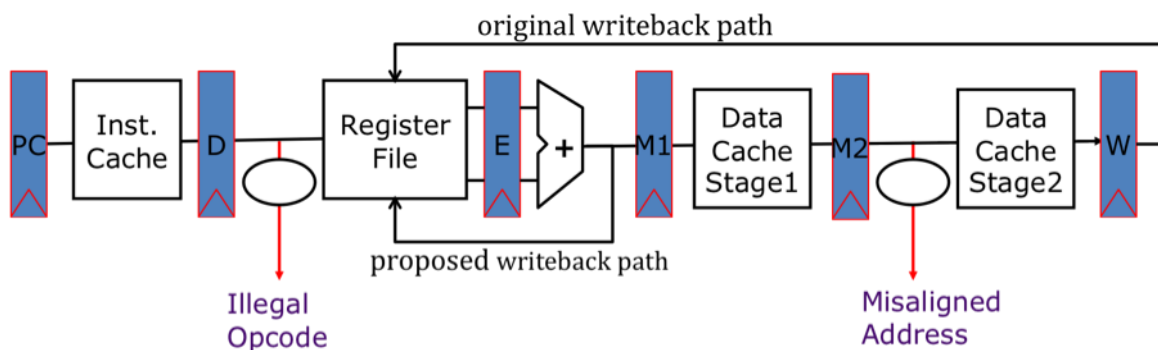 original writeback path
PC
Inst.
Cache
D
Register
File
E
+
M1
Data
Cache
Stage1
M2
Data
Cache
Stage2
W
proposed writeback path
Illegal
Opcode
Misaligned
Address